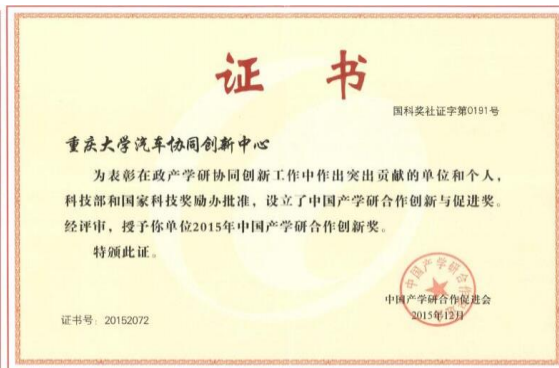 证书
国科奖社证字第0191号
重庆大学汽车协同创新中心
为表彰在政产学研协同创新工作中作出突出贡献的单位和个人,
科技部和国家科技奖励办批准，设立了中国产学研合作创新与促进奖。
经评审，授予你单位2015年中国产学研合作创新奖。
特颁此证。
中国产学研合作促进会
2015年12月
证书号：20152072